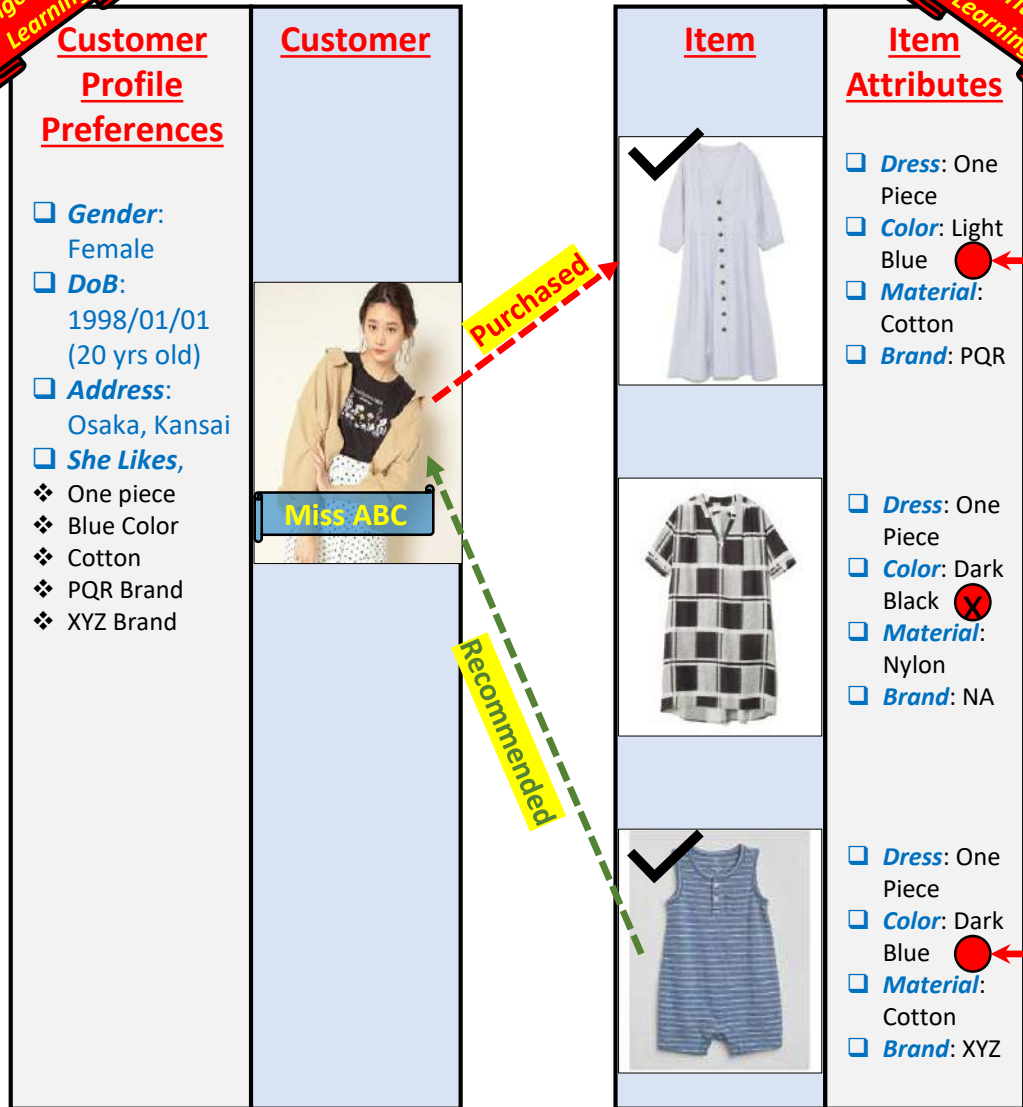 Learning
Learning
Customer
Profile
Preferences
Gender:
Female
DoB:
1998/01/01
(20 yrs old)
Address:
Osaka, Kansai
She Likes,
One piece
Blue Color
Cotton
PQR Brand
XYZ Brand
Customer
Miss ABC
Purchased
Recommended
Item
Item
Attributes
Dress: One
Piece
Color: Light
Blue
Material:
Cotton
Brand: PQR
Dress: One
Piece
Color: Dark
Black X
Material:
Nylon
Brand: NA
Dress: One
Piece
Color: Dark
Blue
Material:
Cotton
Brand: XYZ